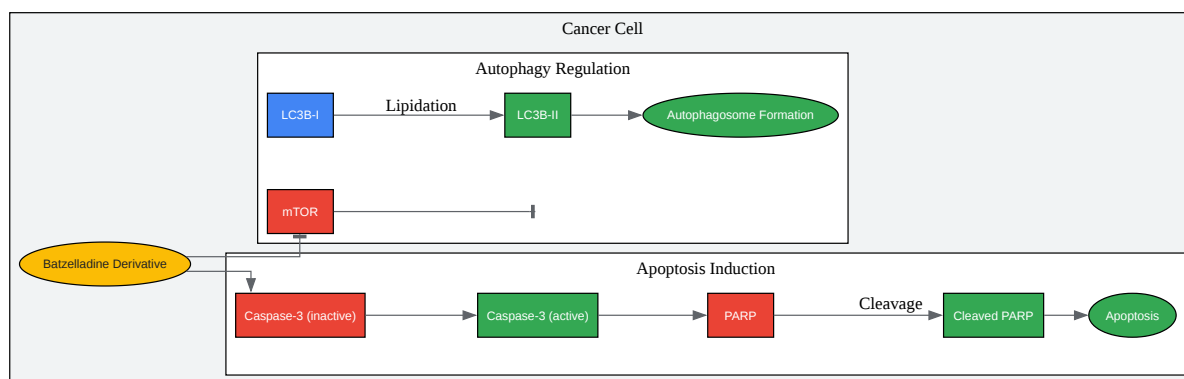 Cancer Cell
Autophagy Regulation
LC3B-I
Lipidation
LC3B-II
Autophagosome Formation
mTOR
Batzelladine Derivative
Apoptosis Induction
Caspase-3 (inactive)
Caspase-3 (active)
PARP
Cleavage
Cleaved PARP
Apoptosis